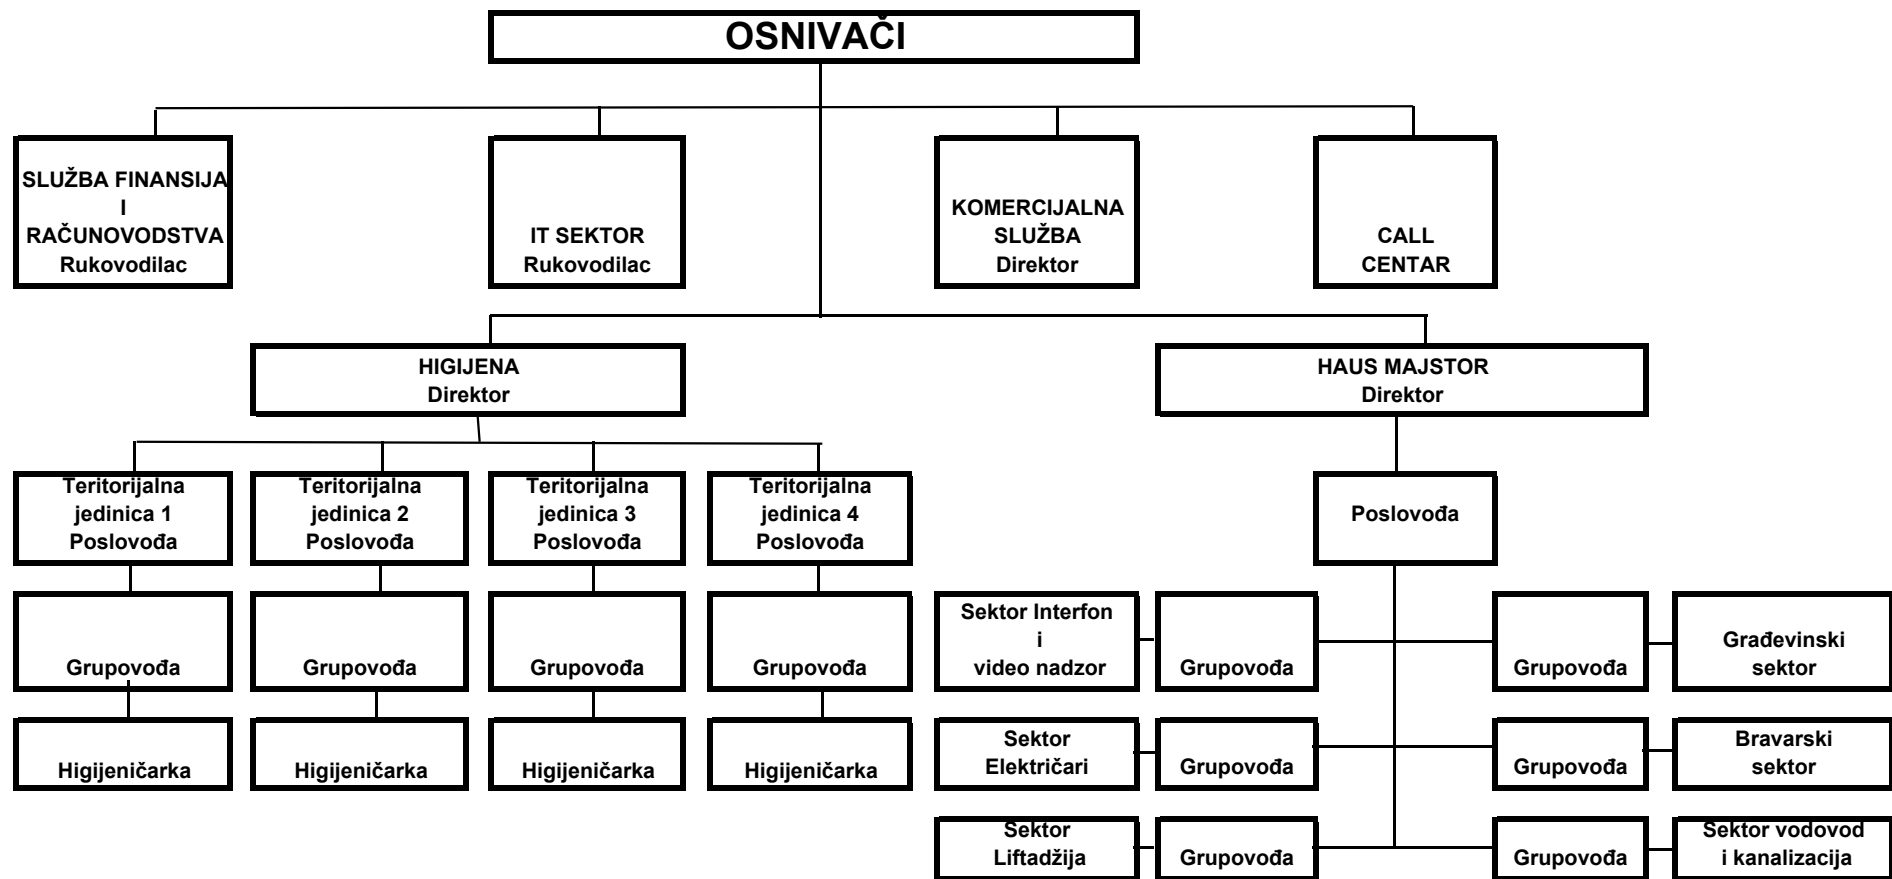 OSNIVAČI
SLUŽBA FINANSIJA
I
RAČUNOVODSTVA
Rukovodilac
IT SEKTOR
Rukovodilac
KOMERCIJALNA
SLUŽBA
Direktor
CALL
CENTAR
HIGIJENA
Direktor
HAUS MAJSTOR
Direktor
Teritorijalna
jedinica 1
Poslovođa
Teritorijalna
jedinica 2
Poslovođa
Teritorijalna
jedinica 3
Poslovođa
Teritorijalna
jedinica 4
Poslovođa
Poslovođa
Grupovođa
Grupovođa
Grupovođa
Grupovođa
Sektor Interfon
i
video nadzor
Grupovođa
Grupovođa
Građevinski
sektor
Higijeničarka
Higijeničarka
Higijeničarka
Higijeničarka
Sektor
Električari
Grupovođa
Grupovođa
Bravarski
sektor
Sektor
Liftadžija
Grupovođa
Grupovođa
Sektor vodovod
i kanalizacija